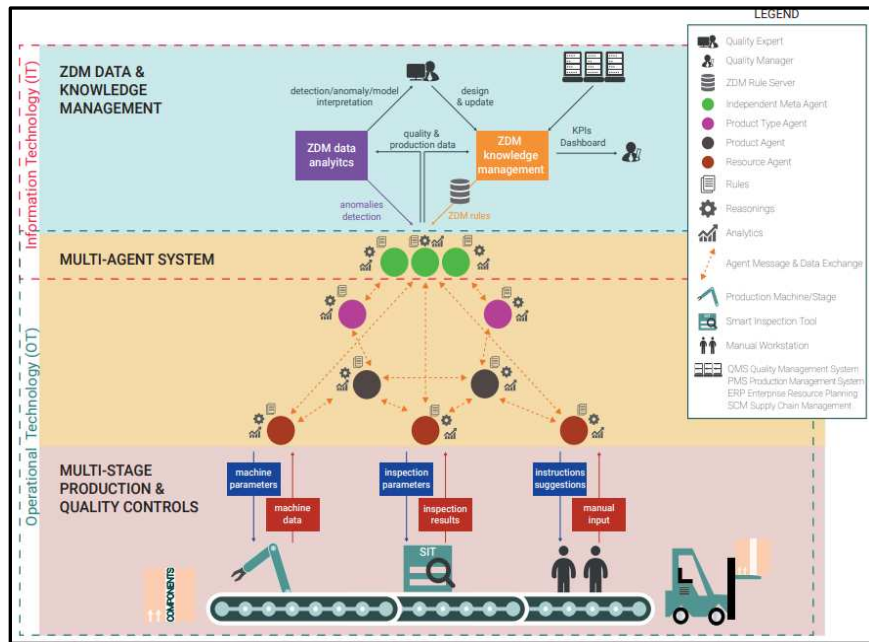 LEGEND
Quality Expert
Quality Manager
ZDM Rule Server
Independent Meta Agent
Product Type Agent
Product Agent
Resource Agent
Rules
Reasonings
Analytics
Agent Message & Data Exchange
Production Machine/Stage
Smart Inspection Tool
Manual Workstation
QMS Quality Management System
PMS Production Management System
ERP Enterprise Resource Planning
SCM Supply Chain Management
Information Technology (IT)
ZDM DATA &
KNOWLEDGE
MANAGEMENT
detection/anomaly/model
interpretation
design
& update
ZDM data
analyitcs
quality &
production data
ZDM
knowledge
management
KPIs
Dashboard
anomalies
detection
ZDM rules
MULTI-AGENT SYSTEM
Operational Technology (OT)
MULTI-STAGE
PRODUCTION &
QUALITY CONTROLS
machine
parameters
machine
data
inspection
parameters
inspection
results
instructions
suggestions
manual
input
SIT
COMPONENTS